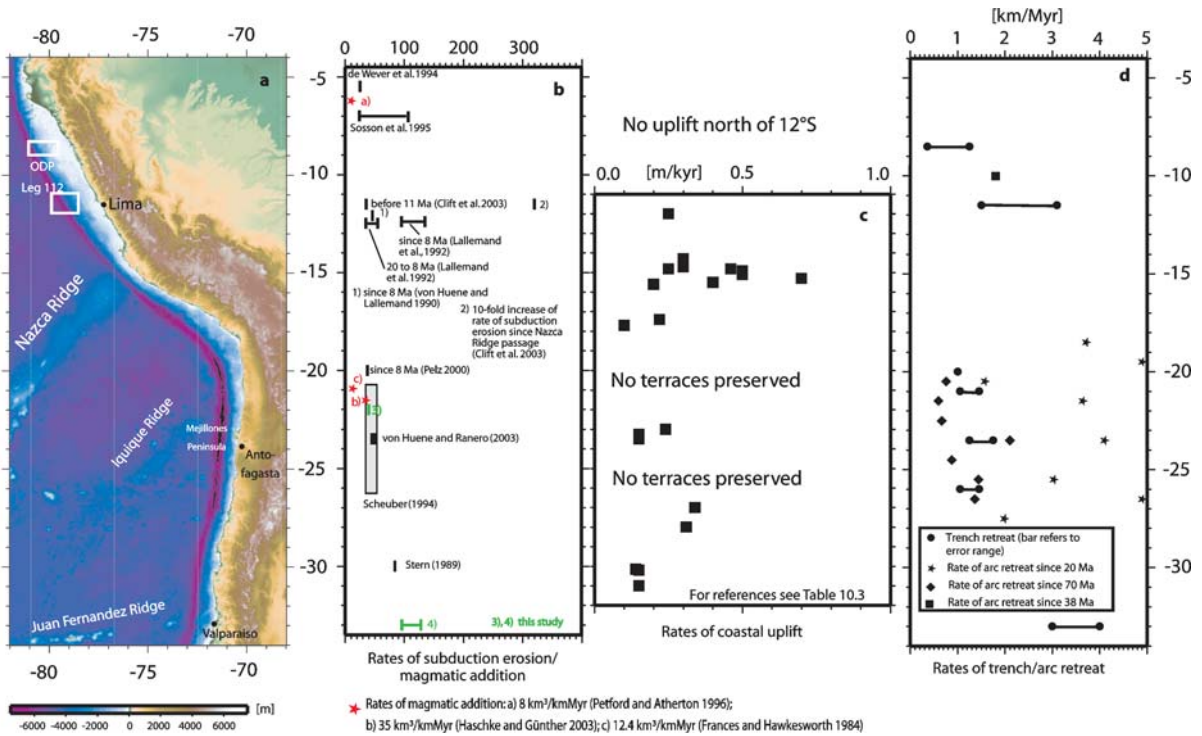 -80
-75
-70
a
ODP
Leg 112
Lima
Nazca Ridge
Iquique Ridge
Mejillones
Peninsula
Anto-
fagasta
Juan Fernandez Ridge
Valparaiso
-80
-75
-70
-6000 -4000 -2000 0 2000 4000 6000 [m]
0 100 200 300
-5
-10
-15
-20
-25
-30
b
de Wever et al. 1994
a)
Sosson et al. 1995
before 11 Ma (Clift et al. 2003)
2)
1)
since 8 Ma (Lallemand
et al., 1992)
20 to 8 Ma (Lallemand
et al. 1992)
1) since 8 Ma (von Huene and
Lallemand 1990)
2) 10-fold increase of
rate of subduction
erosion since Nazca
Ridge passage
(Clift et al. 2003)
since 8 Ma (Pelz 2000)
c)
b)
3)
von Huene and Ranero (2003)
Scheuber (1994)
Stern (1989)
4)
3), 4) this study
Rates of subduction erosion/
magmatic addition
No uplift north of 12°S
[m/kyr]
0.0 0.5 1.0
c
No terraces preserved
No terraces preserved
For references see Table 10.3
Rates of coastal uplift
[km/Myr]
0 1 2 3 4 5
d
-5
-10
-15
-20
-25
-30
Trench retreat (bar refers to
error range)
Rate of arc retreat since 20 Ma
Rate of arc retreat since 70 Ma
Rate of arc retreat since 38 Ma
Rates of trench/arc retreat
Rates of magmatic addition: a) 8 km³/kmMyr (Petford and Atherton 1996);
b) 35 km³/kmMyr (Haschke and Günther 2003); c) 12.4 km³/kmMyr (Frances and Hawkesworth 1984)